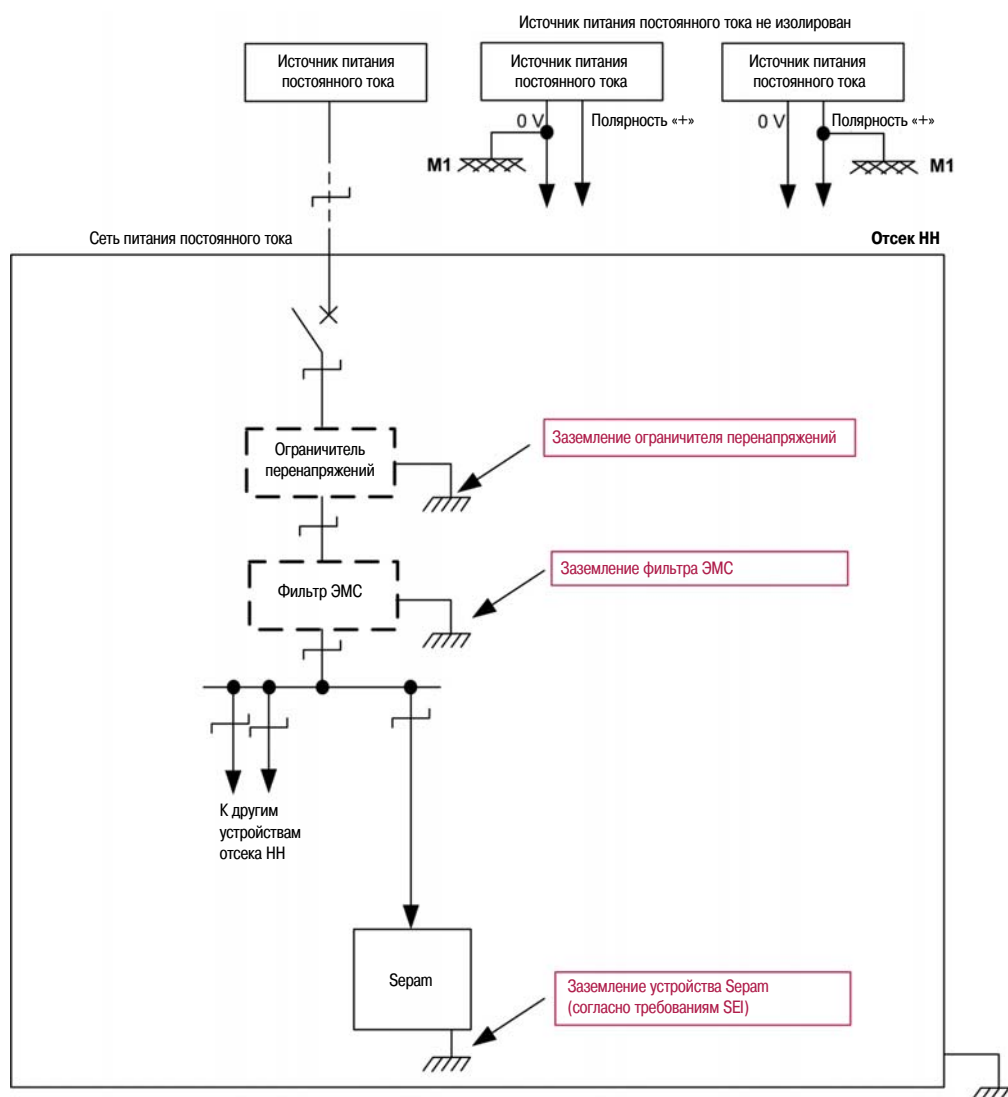 Источник питания постоянного тока не изолирован
Источник питания
постоянного тока
Источник питания
постоянного тока
Источник питания
постоянного тока
0 V
Полярность «+»
0 V
Полярность «+»
M1
M1
Сеть питания постоянного тока
Отсек НН
Ограничитель
перенапряжений
Заземление ограничителя перенапряжений
Фильтр ЭМС
Заземление фильтра ЭМС
К другим
устройствам
отсека НН
Sepam
Заземление устройства Sepam
(согласно требованиям SEI)